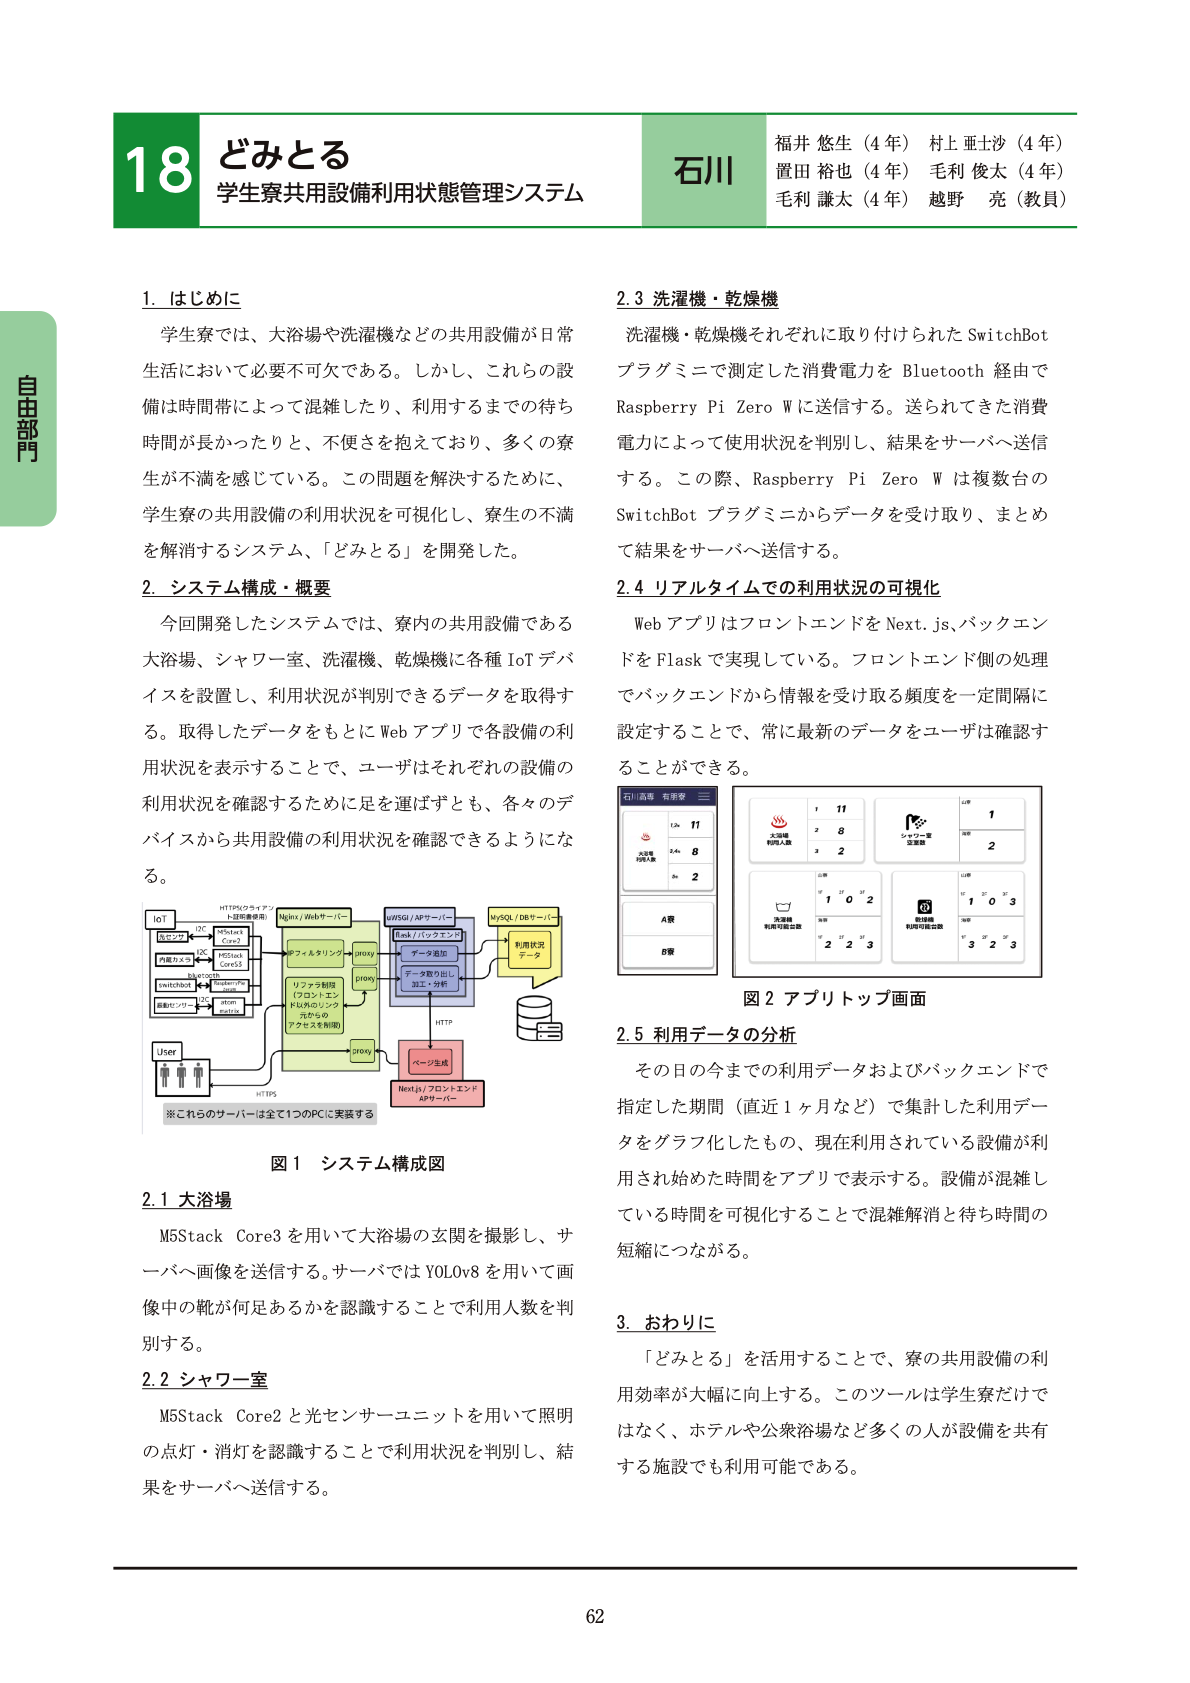 18
どみとる
学生寮共用設備利用状態管理システム
石川
福井 悠生（4年） 村上 亜士沙（4年）
置田 裕也（4年） 毛利 俊太（4年）
毛利 謙太（4年） 越野 亮（教員）
自由部門
1. はじめに
学生寮では、大浴場や洗濯機などの共用設備が日常
生活において必要不可欠である。しかし、これらの設
備は時間帯によって混雑したり、利用するまでの待ち
時間が長かったりと、不便さを抱えており、多くの寮
生が不満を感じている。この問題を解決するために、
学生寮の共用設備の利用状況を可視化し、寮生の不満
を解消するシステム、「どみとる」を開発した。
2. システム構成・概要
今回開発したシステムでは、寮内の共用設備である
大浴場、シャワー室、洗濯機、乾燥機に各種 IoT デバ
イスを設置し、利用状況が判別できるデータを取得す
る。取得したデータをもとに Web アプリで各設備の利
用状況を表示することで、ユーザはそれぞれの設備の
利用状況を確認するために足を運ばずとも、各々のデ
バイスから共用設備の利用状況を確認できるようにな
る。
IoT
HTTPS(クライアン
ト証明書使用)
光センサ
I2C
M5Stack
Core2
内蔵カメラ
I2C
M5Stack
CoreS3
bluetooth
switchbot
振動センサー
I2C
atom
matrix
User
HTTPS
Nginx / Webサーバー
IPフィルタリング
proxy
proxy
リファラ制限
(フロントエン
ド以外のリンク
元からの
アクセスを制限)
proxy
uWSGI / APサーバー
flask / バックエンド
データ追加
データ取り出し
加工・分析
HTTP
ページ生成
Next.js / フロントエンド
APサーバー
MySQL / DBサーバー
利用状況
データ
※これらのサーバーは全て1つのPCに実装する
図1 システム構成図
2.1 大浴場
M5Stack Core3 を用いて大浴場の玄関を撮影し、サ
ーバへ画像を送信する。サーバでは YOLOv8 を用いて画
像中の靴が何足あるかを認識することで利用人数を判
別する。
2.2 シャワー室
M5Stack Core2 と光センサーユニットを用いて照明
の点灯・消灯を認識することで利用状況を判別し、結
果をサーバへ送信する。
2.3 洗濯機・乾燥機
洗濯機・乾燥機それぞれに取り付けられた SwitchBot
プラグミニで測定した消費電力を Bluetooth 経由で
Raspberry Pi Zero W に送信する。送られてきた消費
電力によって使用状況を判別し、結果をサーバへ送信
する。この際、Raspberry Pi Zero W は複数台の
SwitchBot プラグミニからデータを受け取り、まとめ
て結果をサーバへ送信する。
2.4 リアルタイムでの利用状況の可視化
Web アプリはフロントエンドを Next.js、バックエン
ドを Flask で実現している。フロントエンド側の処理
でバックエンドから情報を受け取る頻度を一定間隔に
設定することで、常に最新のデータをユーザは確認す
ることができる。
石川高専 有朋寮
大浴場
利用人数
11
8
2
A寮
B寮
大浴場
利用人数
1 11
2 8
3 2
シャワー室
空室数
山寮
1
海寮
2
洗濯機
利用可能台数
山寮
1F 2F 3F
1 0 2
海寮
1F 2F 3F
2 2 3
乾燥機
利用可能台数
山寮
1F 2F 3F
1 0 3
海寮
1F 2F 3F
3 2 3
図2 アプリトップ画面
2.5 利用データの分析
その日の今までの利用データおよびバックエンドで
指定した期間（直近1ヶ月など）で集計した利用デー
タをグラフ化したもの、現在利用されている設備が利
用され始めた時間をアプリで表示する。設備が混雑し
ている時間を可視化することで混雑解消と待ち時間の
短縮につながる。
3. おわりに
「どみとる」を活用することで、寮の共用設備の利
用効率が大幅に向上する。このツールは学生寮だけで
はなく、ホテルや公衆浴場など多くの人が設備を共有
する施設でも利用可能である。
62